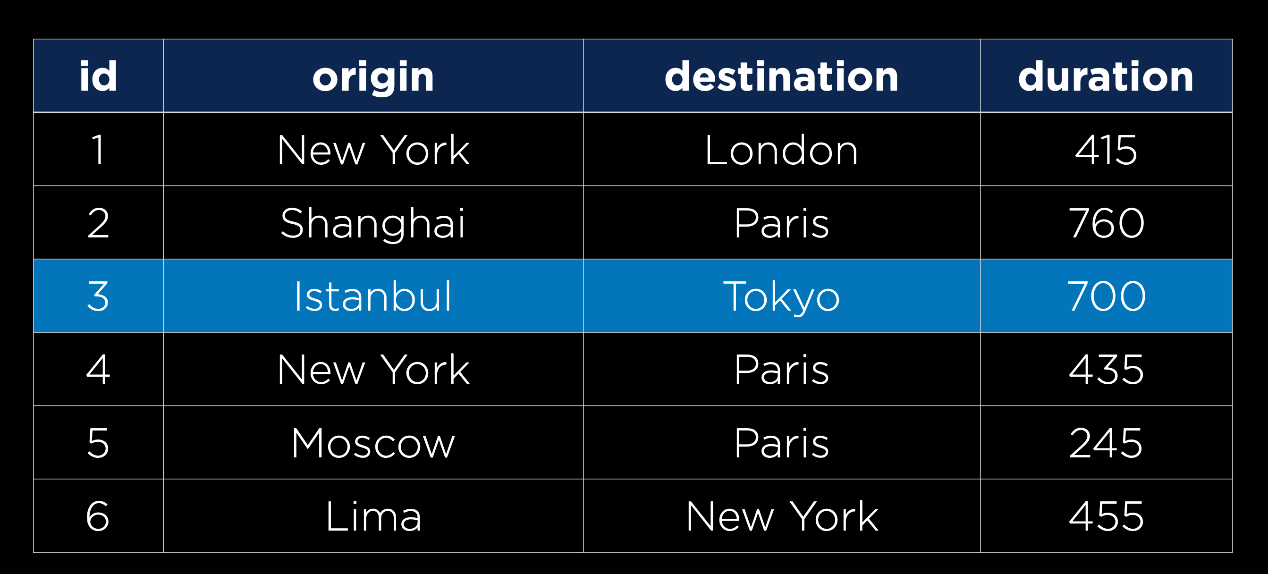 id origin destination duration
1 New York London 415
2 Shanghai Paris 760
3 Istanbul Tokyo 700
4 New York Paris 435
5 Moscow Paris 245
6 Lima New York 455